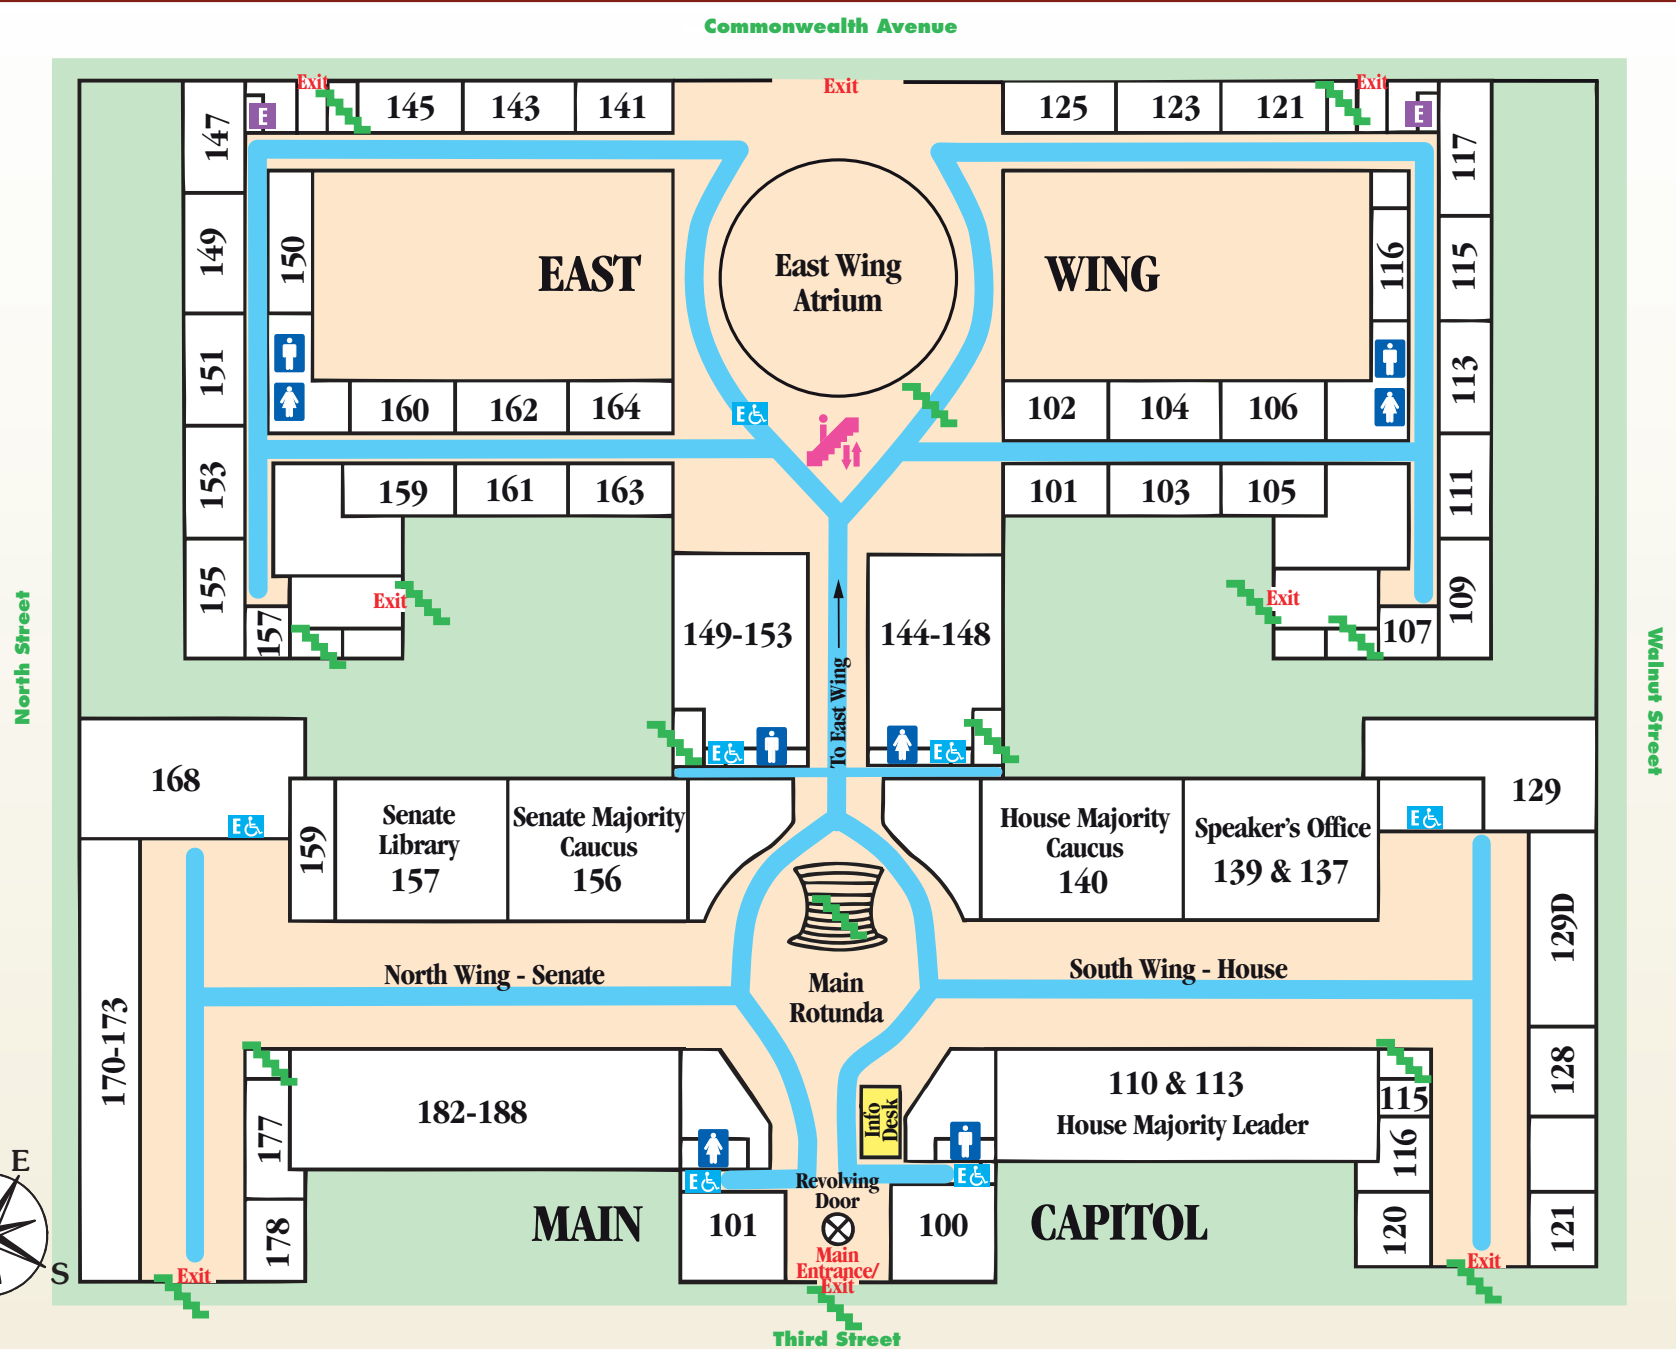 Commonwealth Avenue
Exit
Exit
Exit
E
145
143
141
125
123
121
E
147
117
149
150
EAST
East Wing
Atrium
WING
116
115
151
113
160
162
164
E
102
104
106
153
159
161
163
101
103
105
111
155
157
Exit
149-153
144-148
Exit
107
109
North Street
Walnut Street
To East Wing
E
E
168
E
129
E
159
Senate
Library
157
Senate Majority
Caucus
156
House Majority
Caucus
140
Speaker's Office
139 & 137
129D
North Wing - Senate
Main
Rotunda
South Wing - House
170-173
128
182-188
Info
Desk
110 & 113
House Majority Leader
115
177
116
E
E
Revolving
Door
E
S
178
MAIN
101
100
CAPITOL
120
121
Main
Entrance/
Exit
Exit
Exit
Third Street